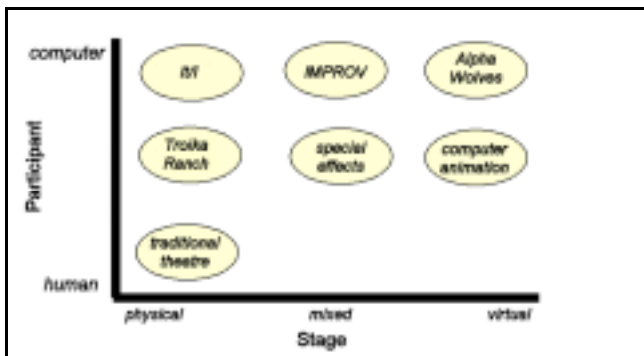 computer
It/I
IMPROV
Alpha
Wolves
Participant
Troika
Ranch
special
effects
computer
animation
traditional
theatre
human
physical
mixed
virtual
Stage